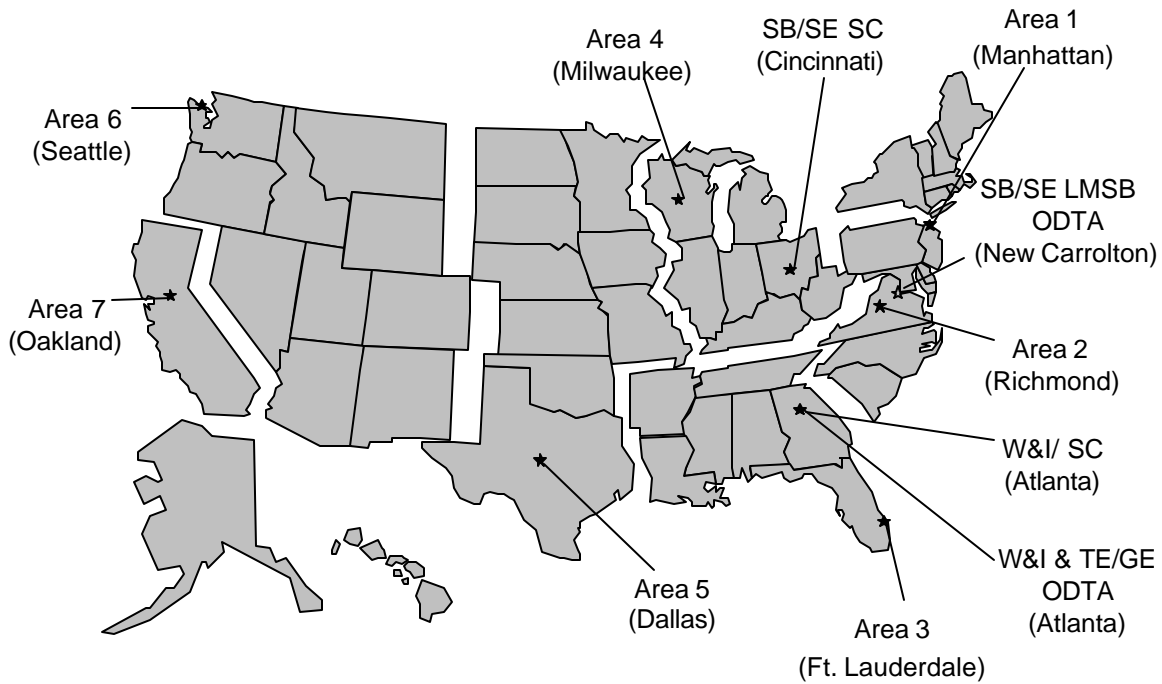 Area 1
(Manhattan)
SB/SE SC
(Cincinnati)
Area 4
(Milwaukee)
Area 6
(Seattle)
SB/SE LMSB
ODTA
(New Carrolton)
Area 7
(Oakland)
Area 2
(Richmond)
W&I/ SC
(Atlanta)
W&I & TE/GE
ODTA
(Atlanta)
Area 5
(Dallas)
Area 3
(Ft. Lauderdale)